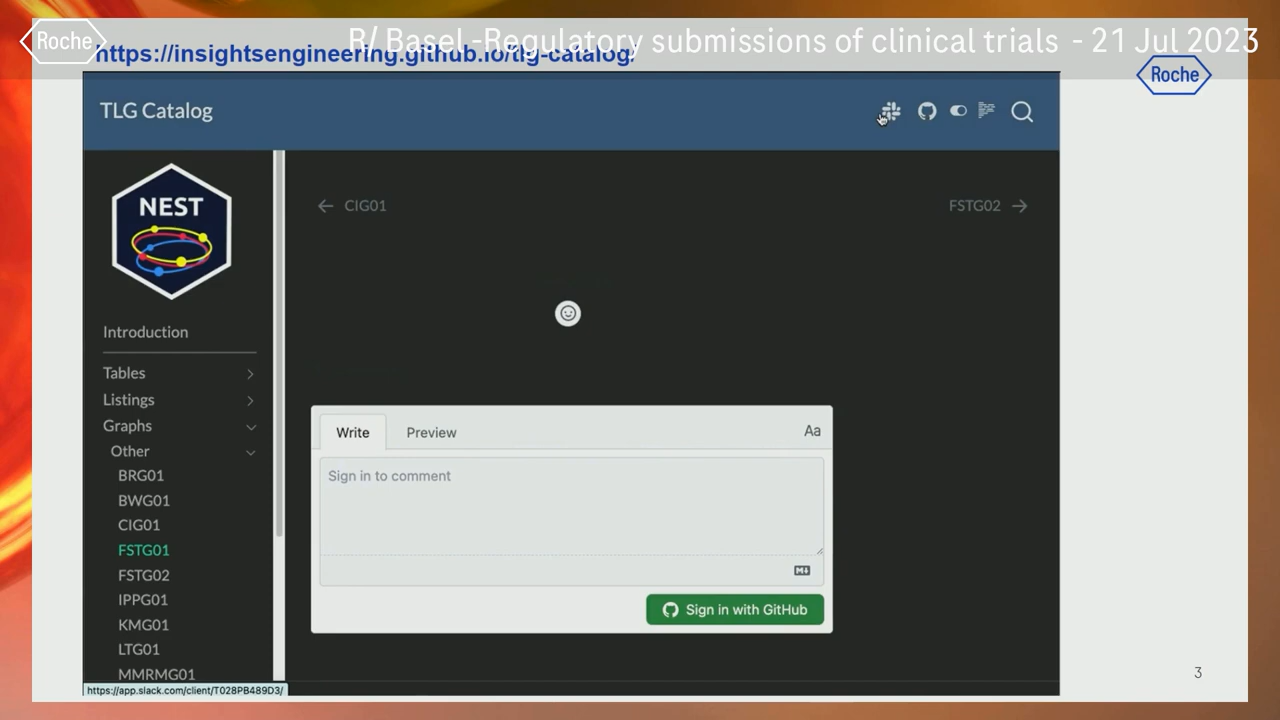 Roche
R/ Basel -Regulatory submissions of clinical trials - 21 Jul 2023
https://insightsengineering.github.io/tlg-catalog/
Roche
TLG Catalog
NEST
CIG01
FSTG02
Introduction
Tables
Listings
Graphs
Other
BRG01
BWG01
CIG01
FSTG01
FSTG02
IPPG01
KMG01
LTG01
MMRMG01
Write
Preview
Aa
Sign in to comment
M
Sign in with GitHub
https://app.slack.com/client/T028PB489D3/
3